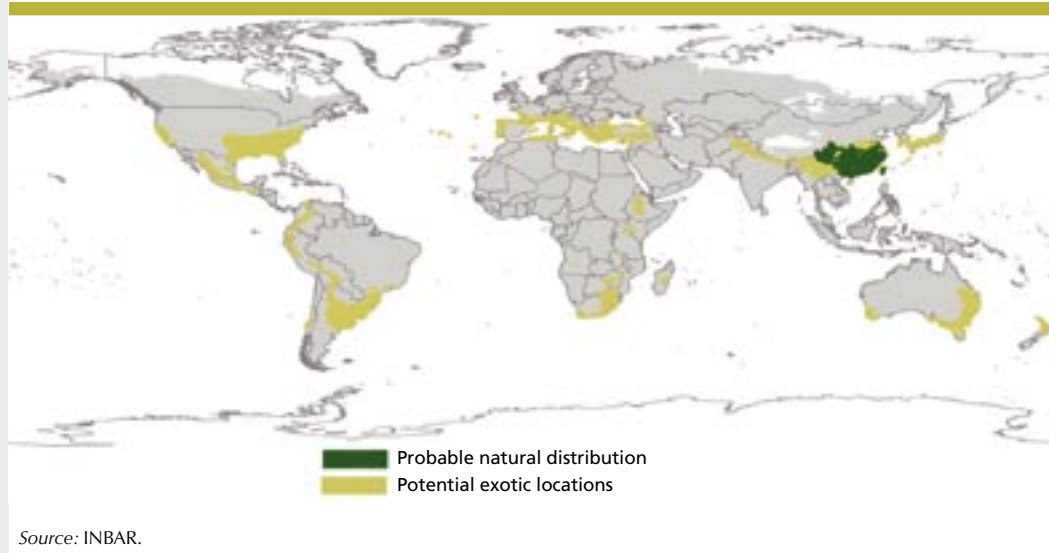 Probable natural distribution
Potential exotic locations
Source: INBAR.